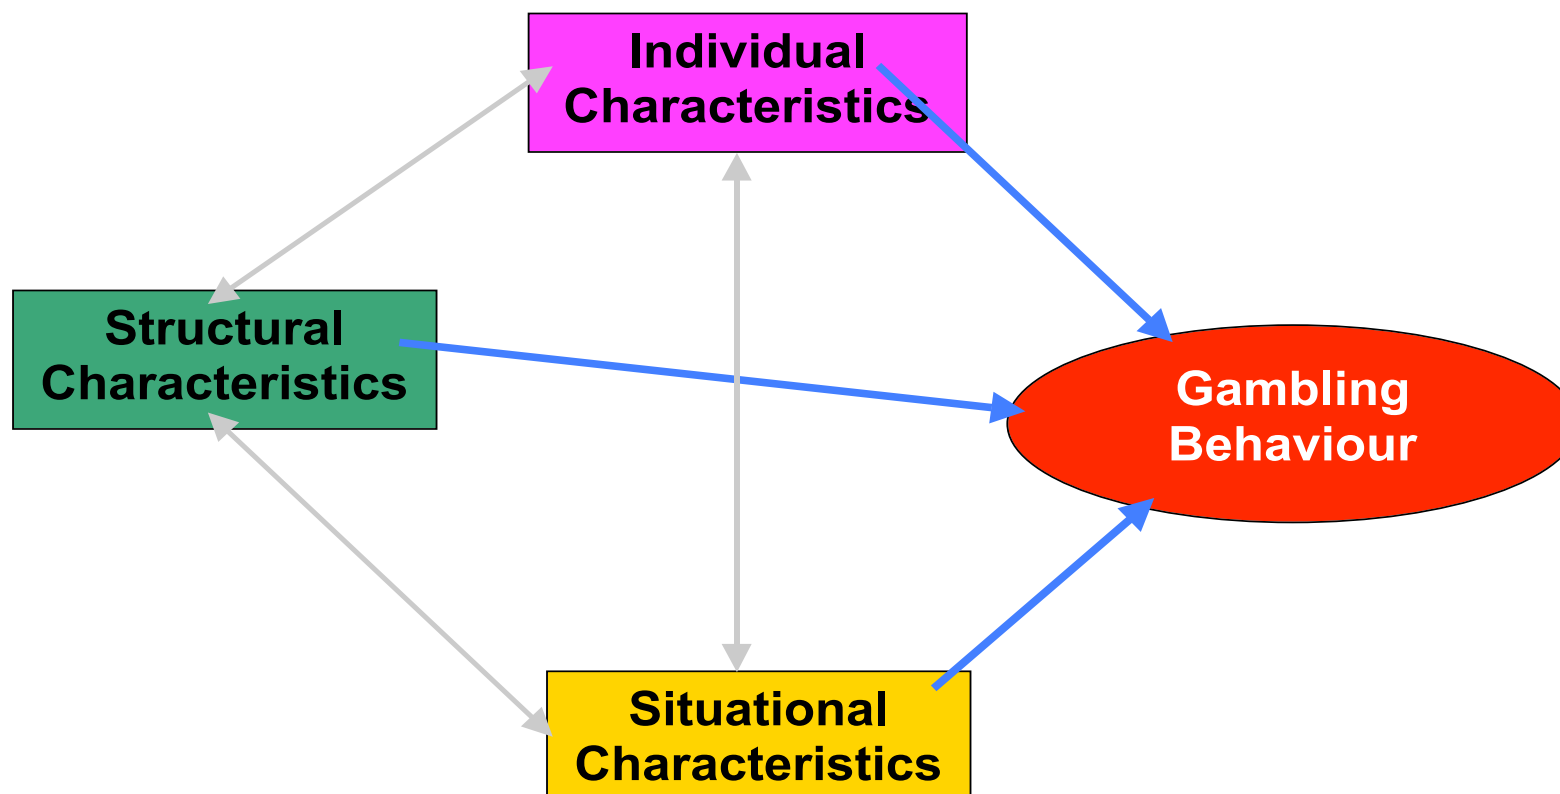 Individual
Characteristics
Structural
Characteristics
Gambling
Behaviour
Situational
Characteristics